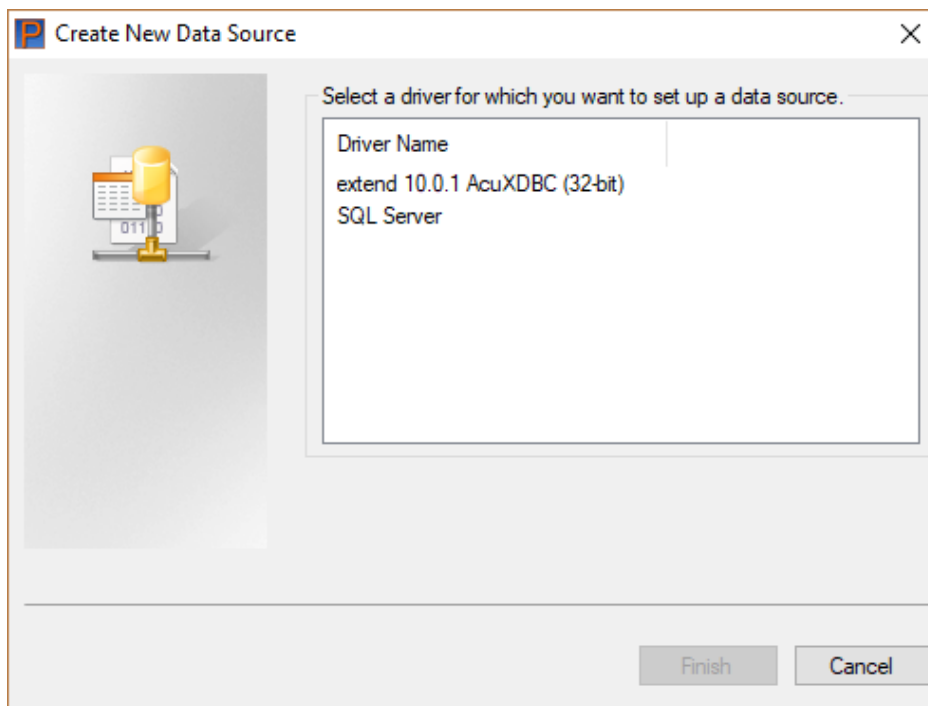 Create New Data Source
Select a driver for which you want to set up a data source.
Driver Name
extend 10.0.1 AcuXDBC (32-bit)
SQL Server
Finish
Cancel